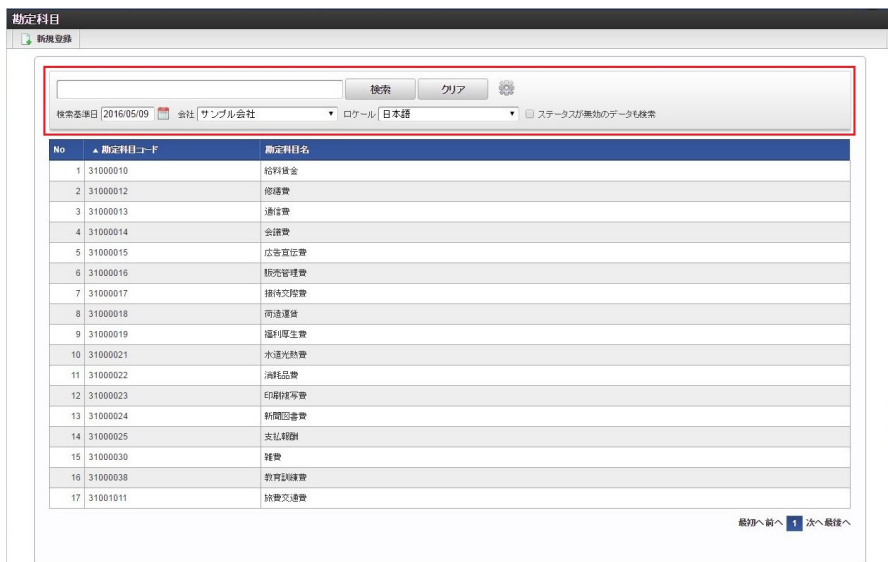 勘定科目
新規登録
検索 クリア
検索基準日 2016/05/09 会社 サンプル会社 ロケール 日本語 ステータスが無効のデータも検索
No ▲ 勘定科目コード 勘定科目名
1 31000010 給料賃金
2 31000012 修繕費
3 31000013 通信費
4 31000014 会議費
5 31000015 広告宣伝費
6 31000016 販売管理費
7 31000017 接待交際費
8 31000018 荷造運賃
9 31000019 福利厚生費
10 31000021 水道光熱費
11 31000022 消耗品費
12 31000023 印刷複写費
13 31000024 新聞図書費
14 31000025 支払報酬
15 31000030 雑費
16 31000038 教育訓練費
17 31001011 旅費交通費
最初へ 前へ 1 次へ 最後へ